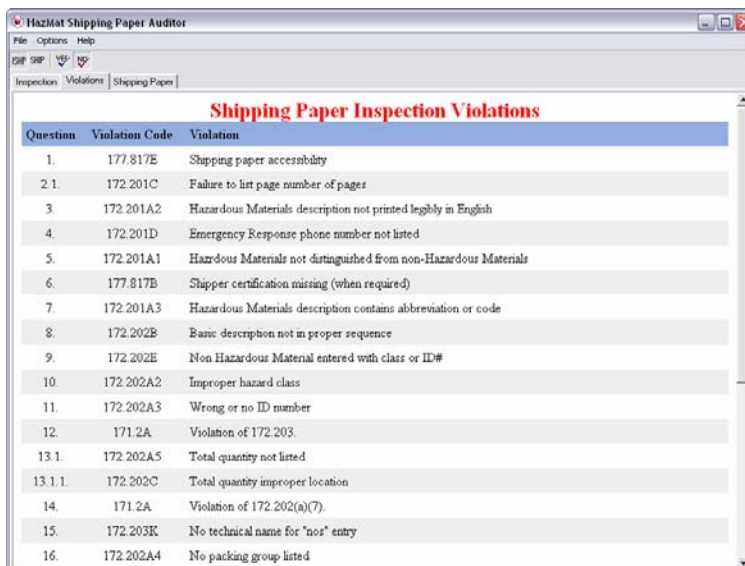 HazMat Shipping Paper Auditor
File Options Help
ISHP SHIP YES NO
Inspection Violations Shipping Paper
Shipping Paper Inspection Violations
Question Violation Code Violation
1. 177.817E Shipping paper accessibility
2.1. 172.201C Failure to list page number of pages
3. 172.201A2 Hazardous Materials description not printed legibly in English
4. 172.201D Emergency Response phone number not listed
5. 172.201A1 Hazrdous Materials not distinguished from non-Hazardous Materials
6. 177.817B Shipper certification missing (when required)
7. 172.201A3 Hazardous Materials description contains abbreviation or code
8. 172.202B Basic description not in proper sequence
9. 172.202E Non Hazardous Material entered with class or ID#
10. 172.202A2 Improper hazard class
11. 172.202A3 Wrong or no ID number
12. 171.2A Violation of 172.203.
13.1. 172.202A5 Total quantity not listed
13.1.1. 172.202C Total quantity improper location
14. 171.2A Violation of 172.202(a)(7).
15. 172.203K No technical name for "nos" entry
16. 172.202A4 No packing group listed